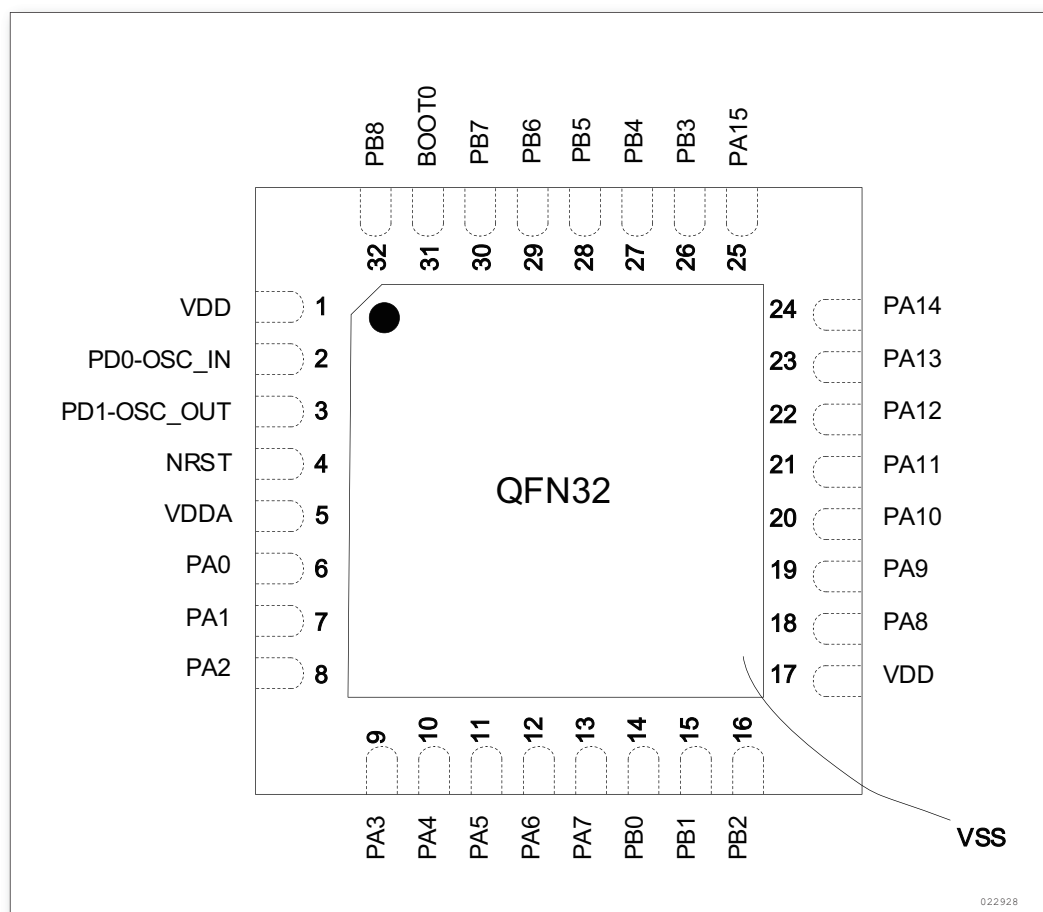 PB8
BOOT0
PB7
PB6
PB5
PB4
PB3
PA15
32
31
30
29
28
27
26
25
VDD 1
PD0-OSC_IN 2
PD1-OSC_OUT 3
NRST 4
VDDA 5
PA0 6
PA1 7
PA2 8
QFN32
24 PA14
23 PA13
22 PA12
21 PA11
20 PA10
19 PA9
18 PA8
17 VDD
9
10
11
12
13
14
15
16
PA3
PA4
PA5
PA6
PA7
PB0
PB1
PB2
VSS
022928